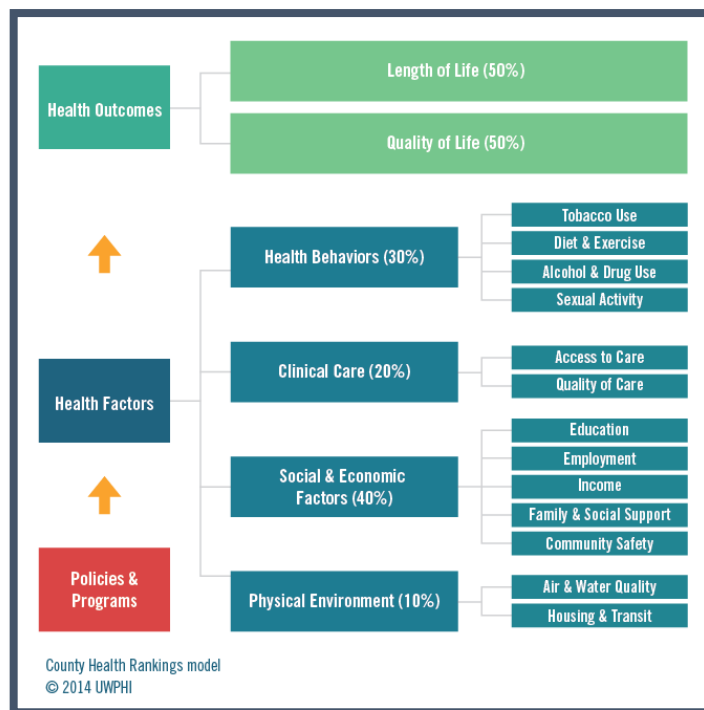 Health Outcomes
Length of Life (50%)
Quality of Life (50%)
Health Factors
Health Behaviors (30%)
Tobacco Use
Diet & Exercise
Alcohol & Drug Use
Sexual Activity
Clinical Care (20%)
Access to Care
Quality of Care
Social & Economic
Factors (40%)
Education
Employment
Income
Family & Social Support
Community Safety
Physical Environment (10%)
Air & Water Quality
Housing & Transit
Policies &
Programs
County Health Rankings model
© 2014 UWPHI